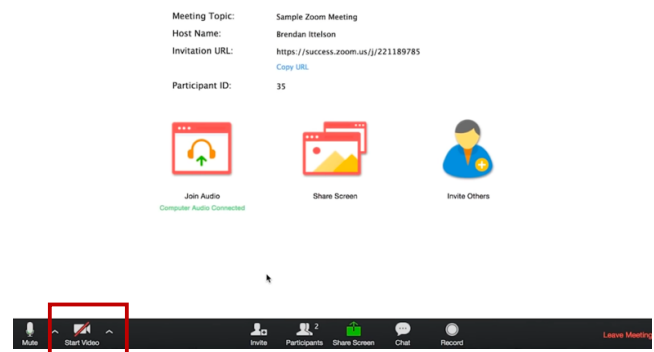 Meeting Topic: Sample Zoom Meeting
Host Name: Brendan Ittelson
Invitation URL: https://success.zoom.us/j/221189785
Copy URL
Participant ID: 35
Join Audio Share Screen Invite Others
Computer Audio Connected
2
Mute Start Video Invite Participants Share Screen Chat Record Leave Meeting